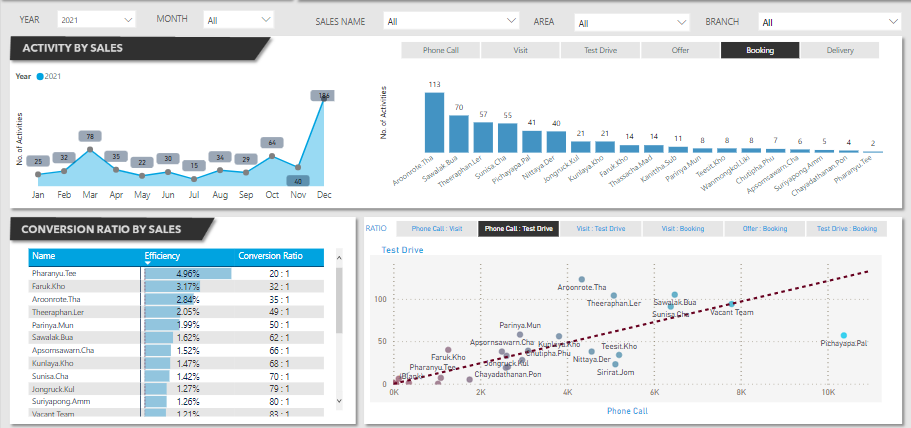 YEAR 2021 MONTH All SALES NAME All AREA All BRANCH All
ACTIVITY BY SALES
Year 2021
No. of Activities
25 32 78 35 22 30 15 34 29 64 40 186
Jan Feb Mar Apr May Jun Jul Aug Sep Oct Nov Dec
Phone Call Visit Test Drive Offer Booking Delivery
No. of Activities
113 70 57 55 41 40 21 21 14 14 11 8 8 8 7 6 5 4 2
Aroonrote.Tha Sawalak.Bua Theeraphan.Ler Sunisa.Cha Pichayapa.Pal Nittaya.Der Jongruck.Kul Kunlaya.Kho Faruk.Kho Thassacha.Mad Kanittha.Sub Parinya.Mun Teesit.Kho Wanmongkol.Liki Chutipha.Phu Apsornsawarn.Cha Suriyapong.Amm Chayadathanan.Pon Pharanyu.Tee
CONVERSION RATIO BY SALES
Name Efficiency Conversion Ratio
Pharanyu.Tee 4.96% 20 : 1
Faruk.Kho 3.17% 32 : 1
Aroonrote.Tha 2.84% 35 : 1
Theeraphan.Ler 2.05% 49 : 1
Parinya.Mun 1.99% 50 : 1
Sawalak.Bua 1.62% 62 : 1
Apsornsawarn.Cha 1.52% 66 : 1
Kunlaya.Kho 1.47% 68 : 1
Sunisa.Cha 1.42% 70 : 1
Jongruck.Kul 1.27% 79 : 1
Suriyapong.Amm 1.26% 80 : 1
Vacant Team 1.21% 83 : 1
RATIO Phone Call : Visit Phone Call : Test Drive Visit : Test Drive Visit : Booking Offer : Booking Test Drive : Booking
Test Drive
100
50
0
Aroonrote.Tha
Theeraphan.Ler
Sawalak.Bua
Sunisa.Cha
Vacant Team
Pichayapa.Pal
Parinya.Mun
Apsornsawarn.Cha
Kunlaya.Kho
Chutipha.Phu
Teesit.Kho
Nittaya.Der
Sirirat.Jom
Faruk.Kho
Jongruck.Kul
Pharanyu.Tee
Chayadathanan.Pon
(Blank)
0K 2K 4K 6K 8K 10K
Phone Call